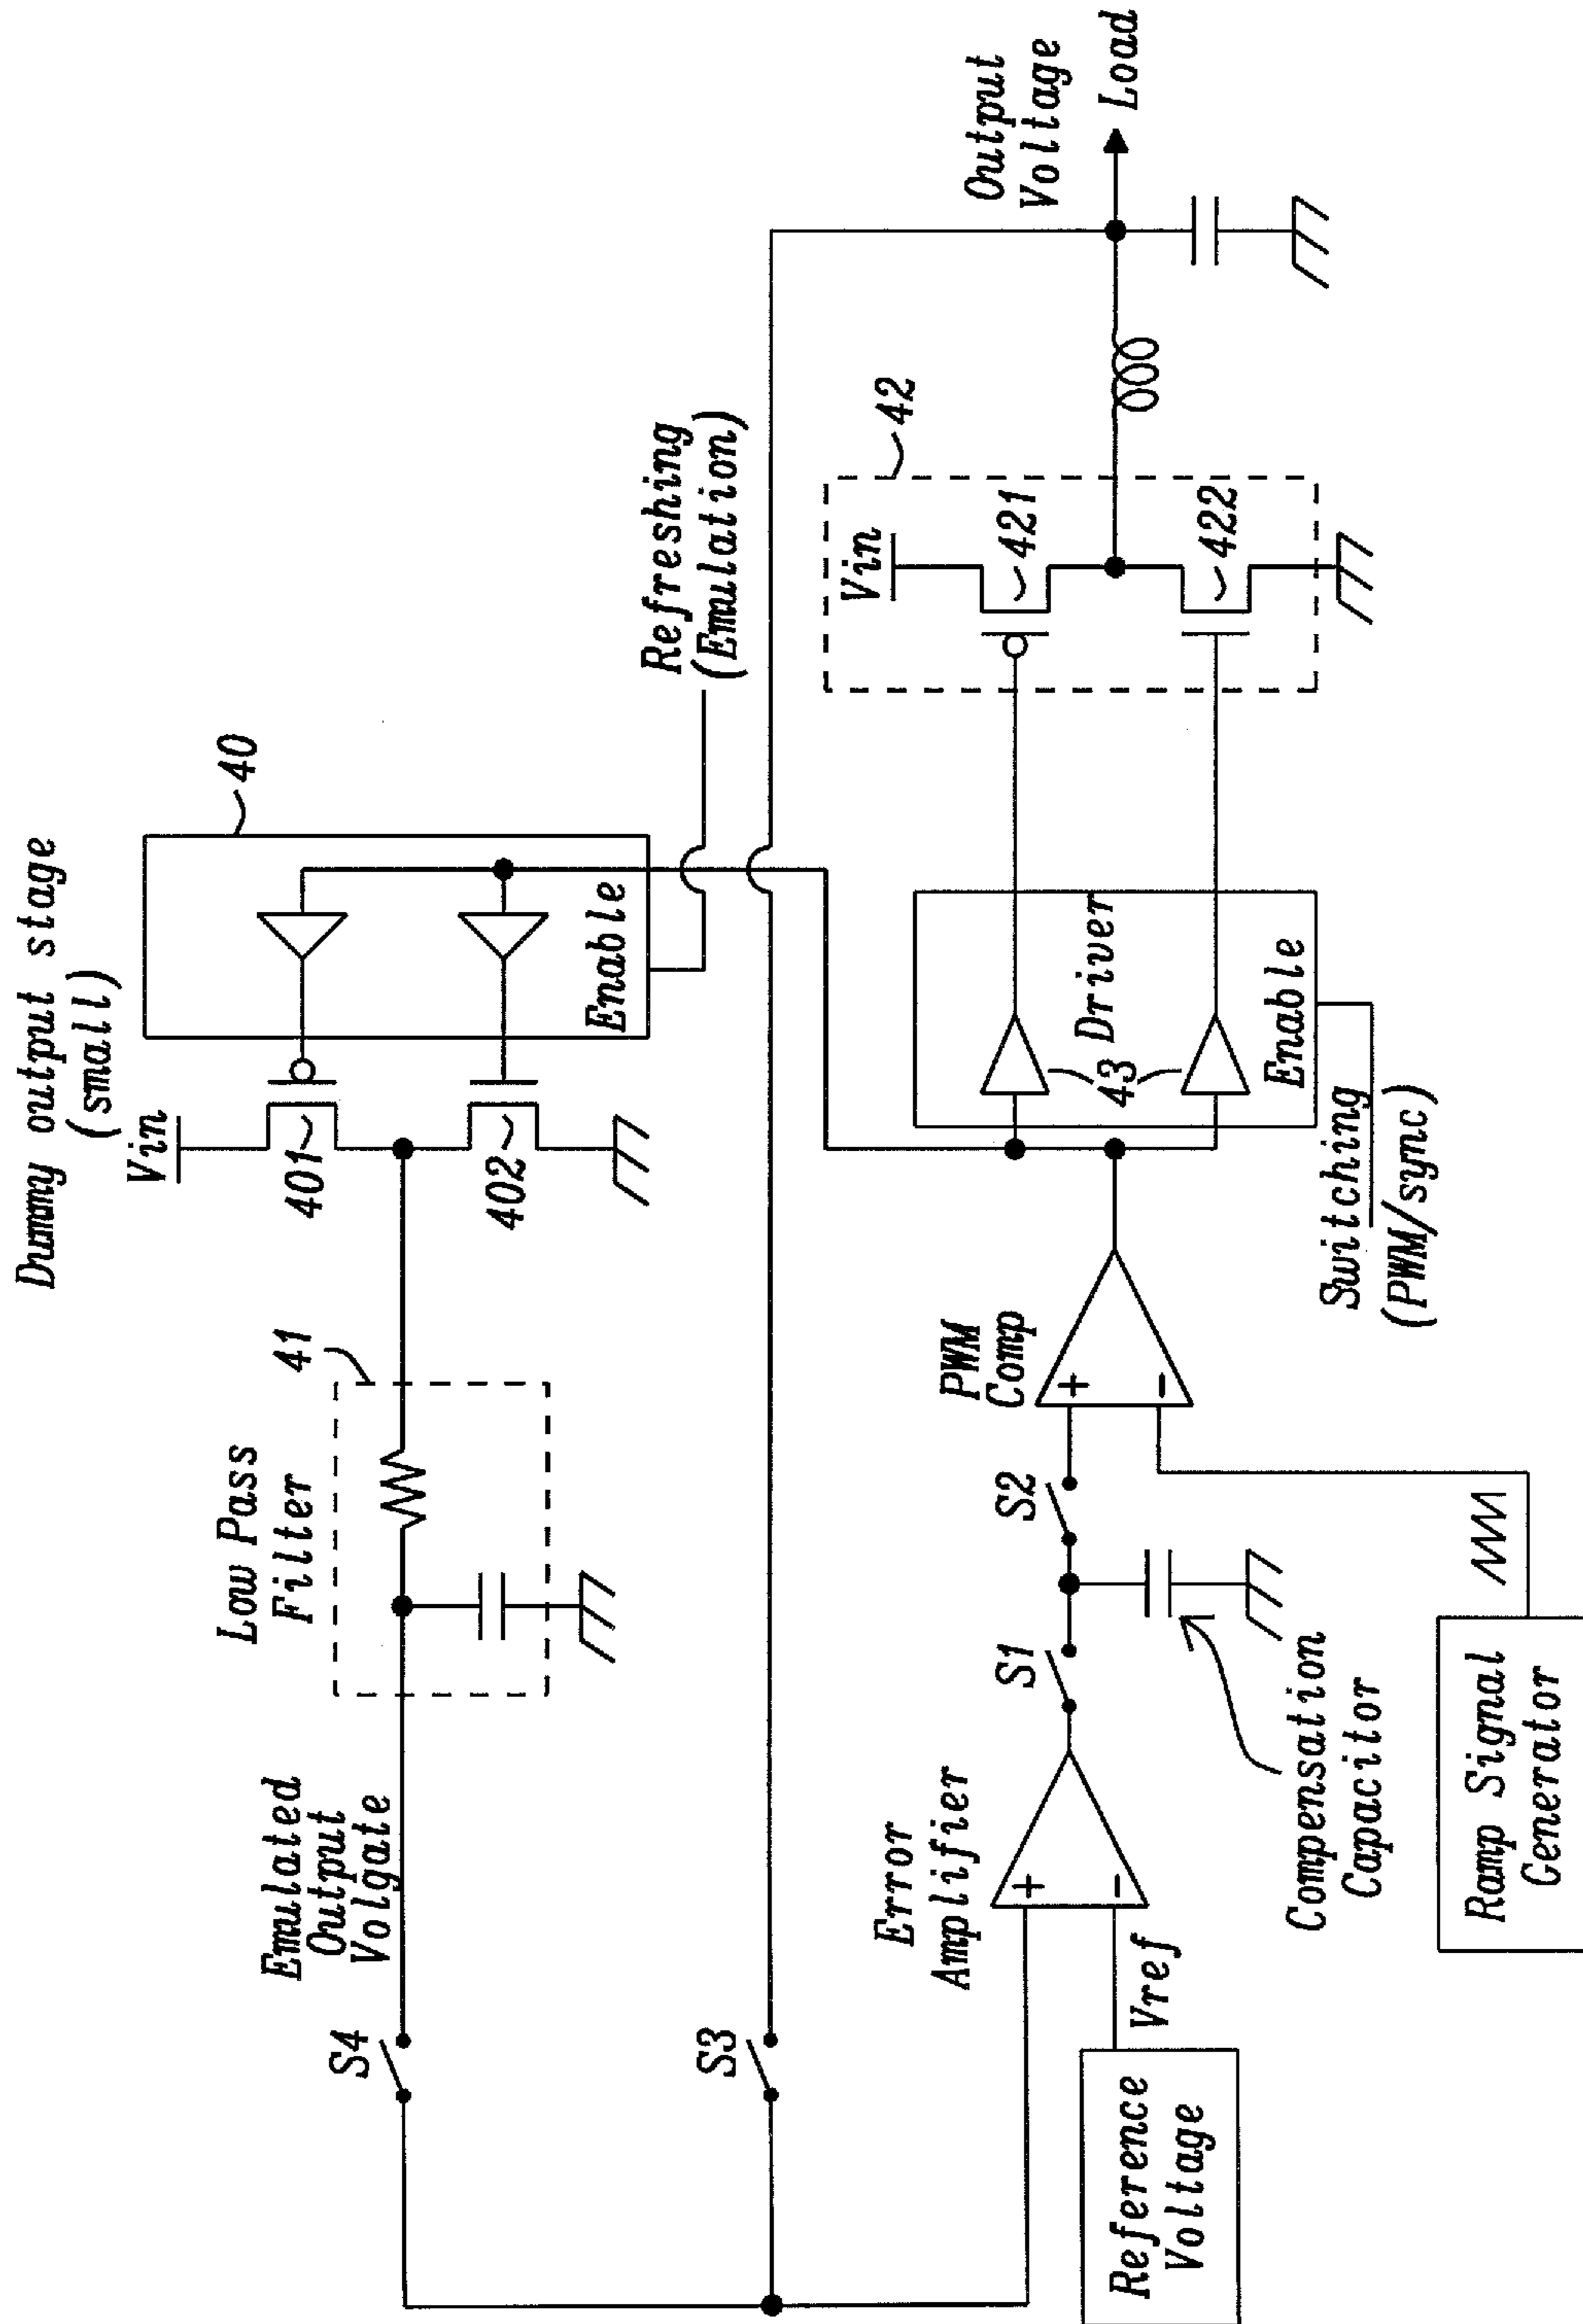 Dummy output stage
(small)
Vin
401
402
40
Enable
Low Pass
Filter
41
Emulated
Output
Volgate
S4
S3
Refreshing
(Emulation)
Output
Voltage
Load
42
Vin
421
422
Driver
43
Enable
Switching
(PWM/sync)
PWM
Comp
+
-
S2
S1
Compensation
Capacitor
Error
Amplifier
+
-
Vref
Reference
Voltage
Ramp Signal
Generator